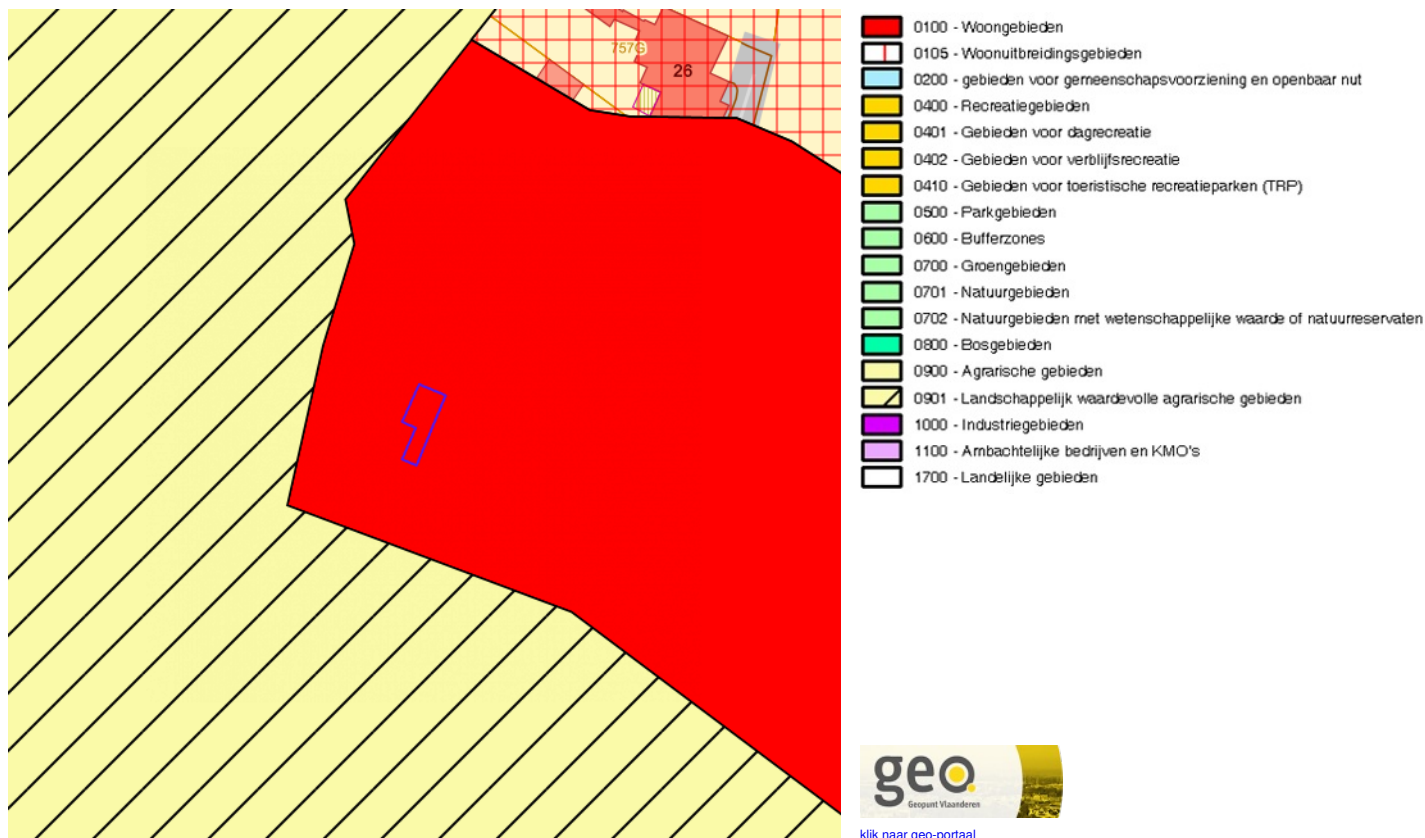 757G
26
0100 - Woongebieden
0105 - Woonuitbreidingsgebieden
0200 - gebieden voor gemeenschapsvoorziening en openbaar nut
0400 - Recreatiegebieden
0401 - Gebieden voor dagrecreatie
0402 - Gebieden voor verblijfsrecreatie
0410 - Gebieden voor toeristische recreatieparken (TRP)
0500 - Parkgebieden
0600 - Bufferzones
0700 - Groengebieden
0701 - Natuurgebieden
0702 - Natuurgebieden met wetenschappelijke waarde of natuurreservaten
0800 - Bosgebieden
0900 - Agrarische gebieden
0901 - Landschappelijk waardevolle agrarische gebieden
1000 - Industriegebieden
1100 - Ambachtelijke bedrijven en KMO's
1700 - Landelijke gebieden
geo.
Geopunt Vlaanderen
klik naar geo-portaal